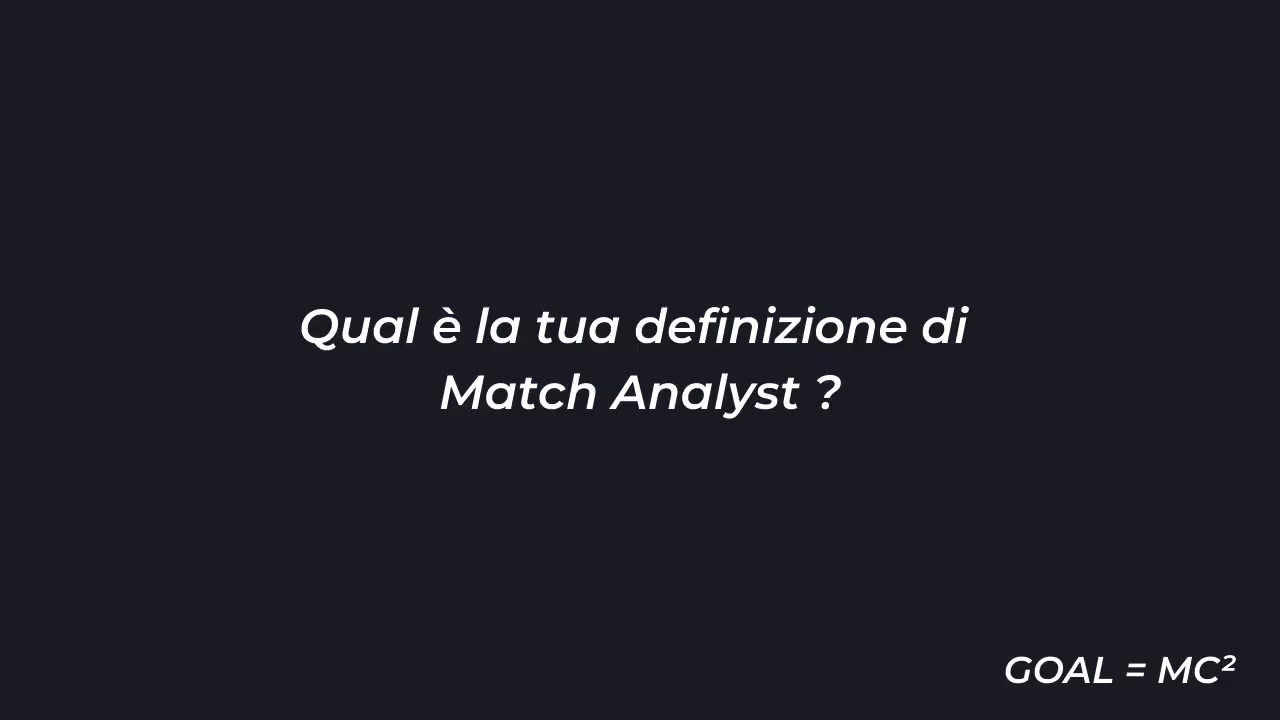 Qual è la tua definizione di
Match Analyst ?
GOAL = MC²